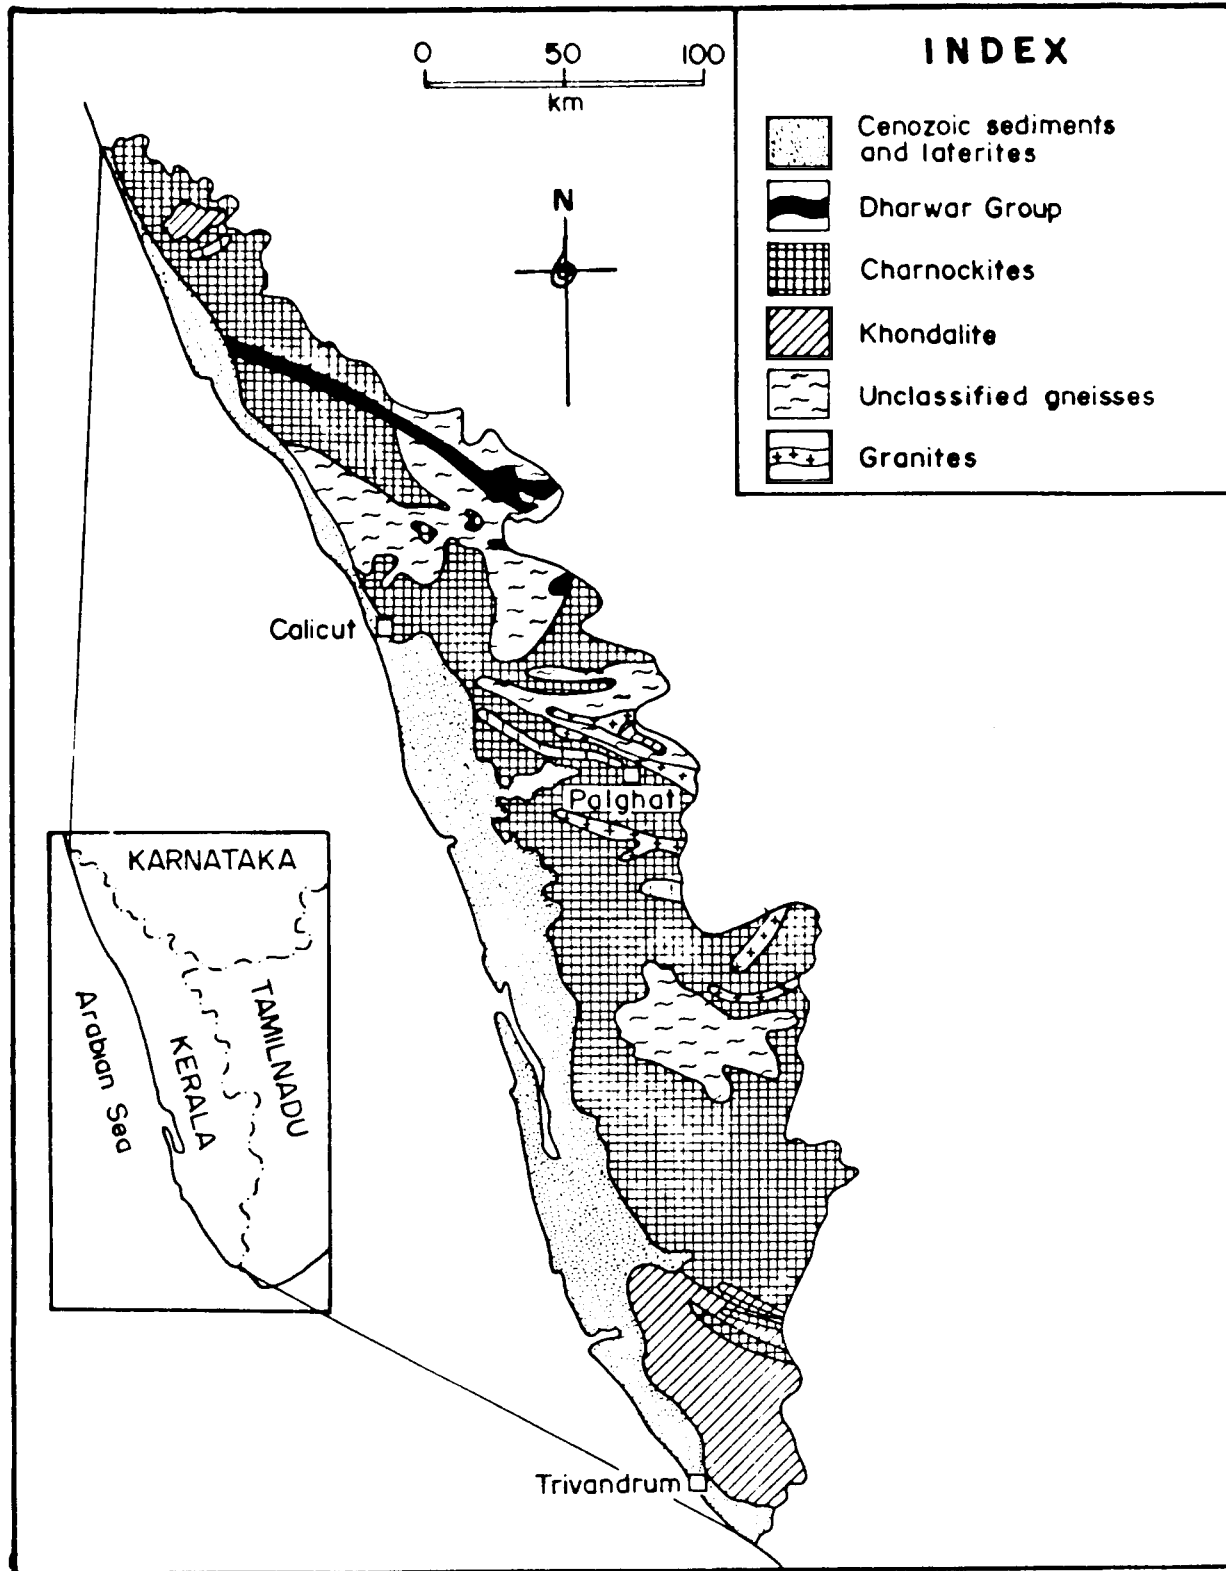 0 50 100
km
N
INDEX
Cenozoic sediments
and laterites
Dharwar Group
Charnockites
Khondalite
Unclassified gneisses
Granites
Calicut
Palghat
KARNATAKA
TAMILNADU
KERALA
Arabian Sea
Trivandrum